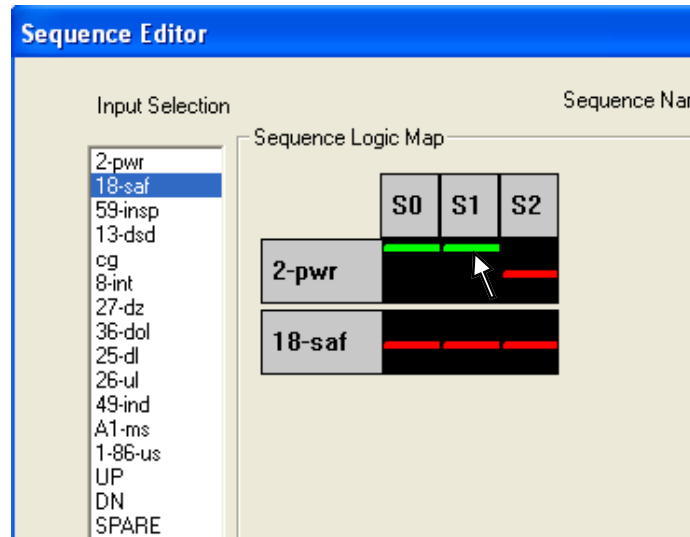 Sequence Editor
Input Selection
Sequence
Sequence Logic Map
2-pwr
18-saf
59-insp
13-dsd
cg
8-int
27-dz
36-dol
25-dl
26-ul
49-ind
A1-ms
1-86-us
UP
DN
SPARE
S0 S1 S2
2-pwr
18-saf